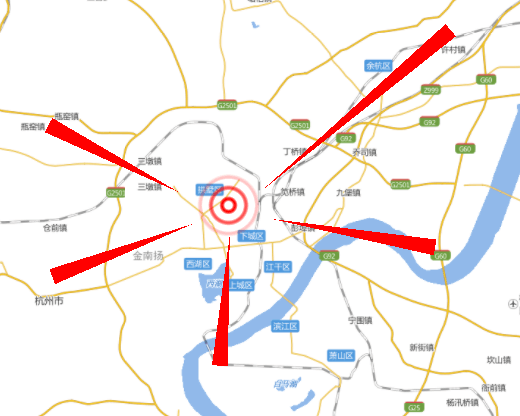 许村镇
余杭区
G60
Z999
G2501
瓶窑镇
瓶窑镇
G2501
G92
G92
丁桥镇
乔司镇
G60
三墩镇
三墩镇
拱墅区
G2501
笕桥镇
九堡镇
G2501
仓前镇
下城区
彭埠镇
金南扬
西湖区
江干区
G92
G60
上城区
杭州市
滨江区
宁围镇
新街镇
萧山区
坎山镇
衙前镇
G25
杨汛桥镇